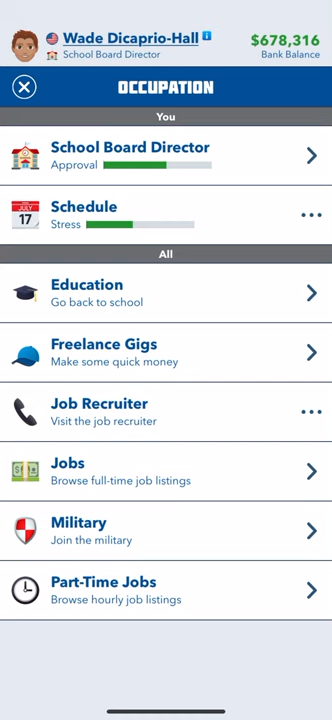 Wade Dicaprio-Hall
$678,316
School Board Director
Bank Balance
OCCUPATION
You
School Board Director
Approval
JULY
17
Schedule
Stress
All
Education
Go back to school
Freelance Gigs
Make some quick money
Job Recruiter
Visit the job recruiter
Jobs
Browse full-time job listings
Military
Join the military
Part-Time Jobs
Browse hourly job listings